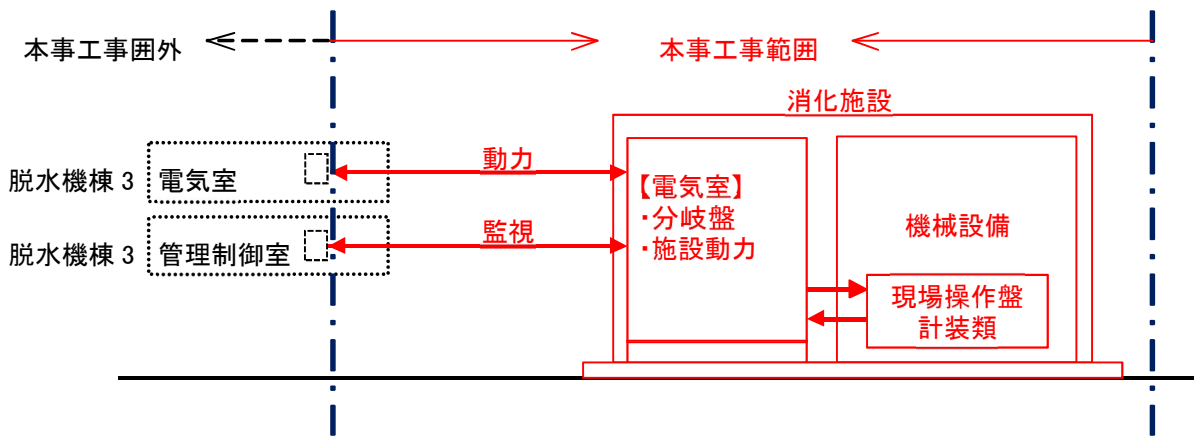 本事工事囲外
本事工事範囲
消化施設
脱水機棟 3
電気室
動力
【電気室】
・分岐盤
・施設動力
機械設備
脱水機棟 3
管理制御室
監視
現場操作盤
計装類